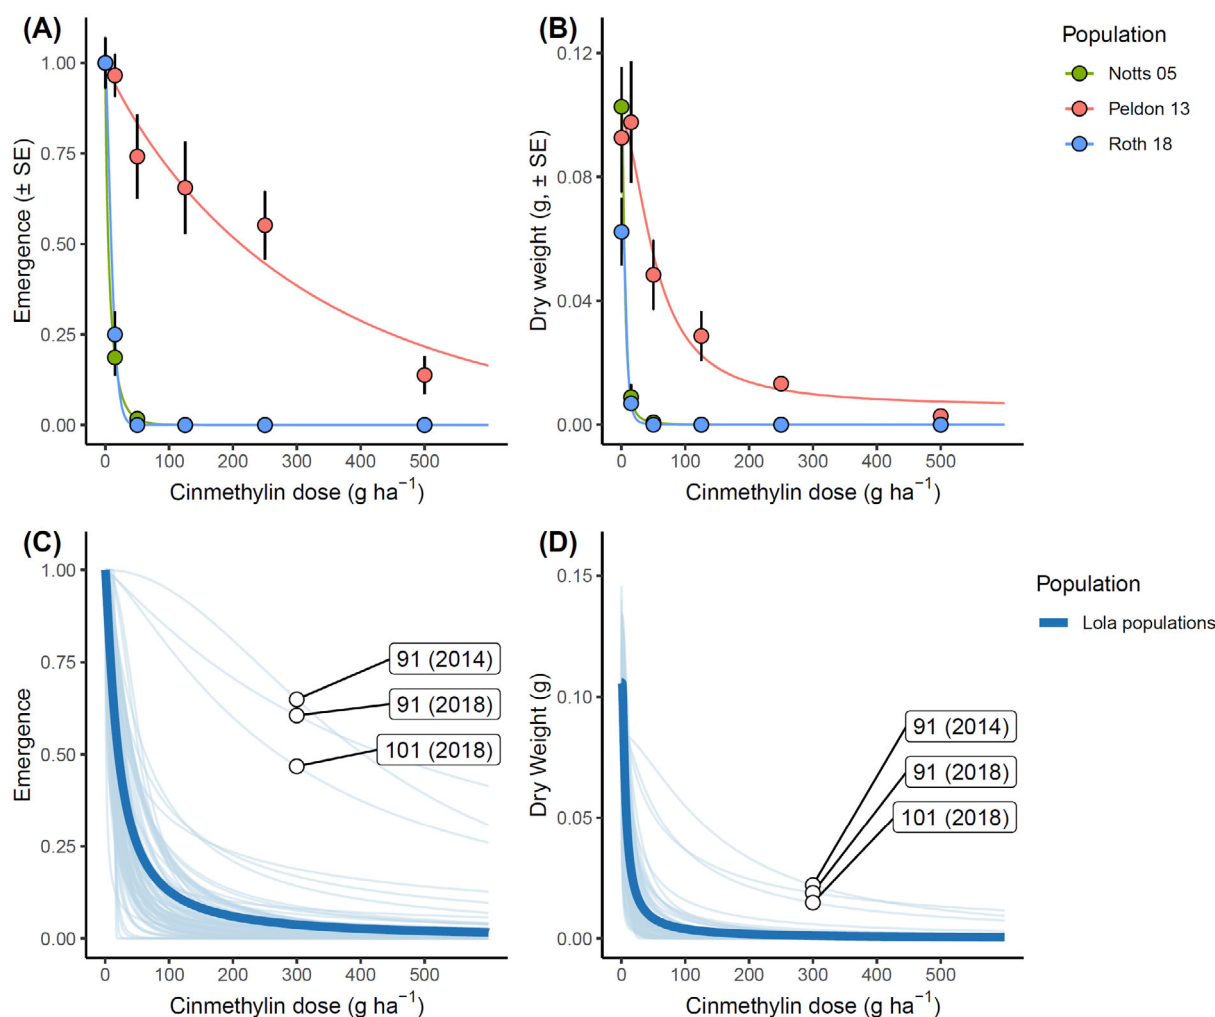 (A)
Emergence (± SE)
1.00
0.75
0.50
0.25
0.00
0 100 200 300 400 500
Cinmethylin dose (g ha⁻¹)
(B)
Dry weight (g, ± SE)
0.12
0.08
0.04
0.00
0 100 200 300 400 500
Cinmethylin dose (g ha⁻¹)
Population
Notts 05
Peldon 13
Roth 18
(C)
Emergence
1.00
0.75
0.50
0.25
0.00
91 (2014)
91 (2018)
101 (2018)
0 100 200 300 400 500
Cinmethylin dose (g ha⁻¹)
(D)
Dry Weight (g)
0.15
0.10
0.05
0.00
91 (2014)
91 (2018)
101 (2018)
0 100 200 300 400 500
Cinmethylin dose (g ha⁻¹)
Population
Lola populations